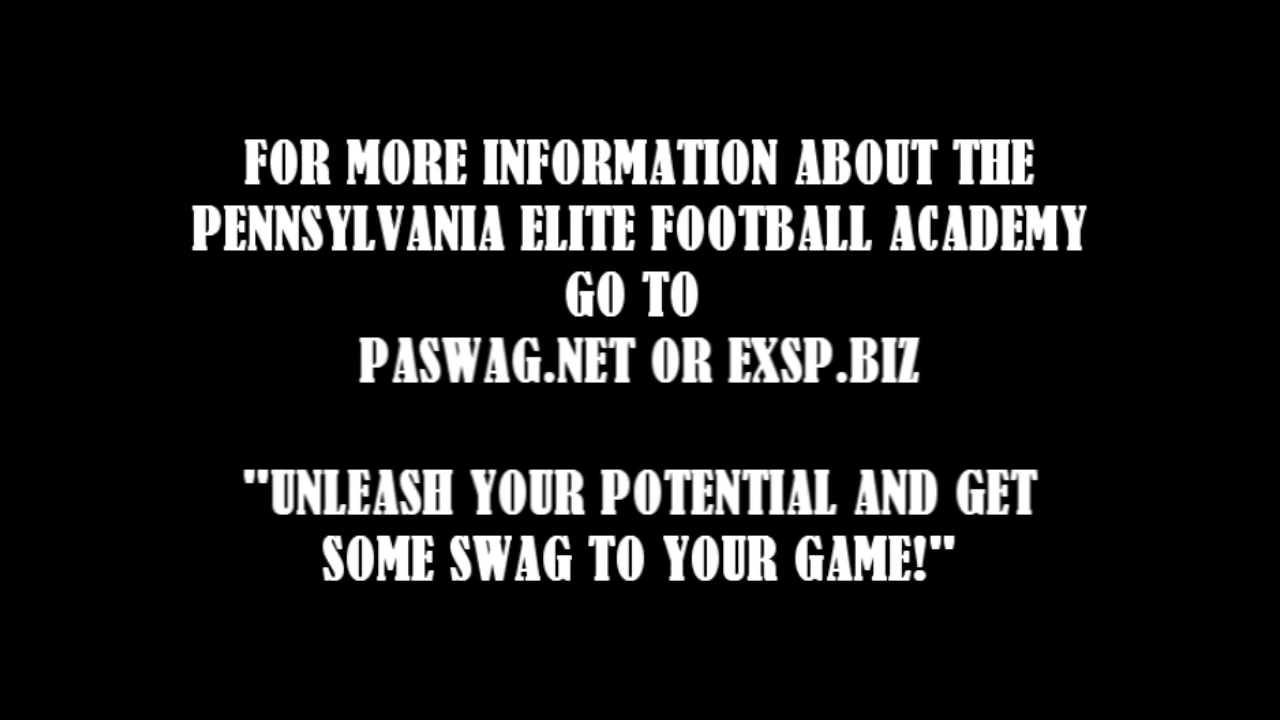 FOR MORE INFORMATION ABOUT THE
PENNSYLVANIA ELITE FOOTBALL ACADEMY
GO TO
PASWAG.NET OR EXSP.BIZ
"UNLEASH YOUR POTENTIAL AND GET
SOME SWAG TO YOUR GAME!"